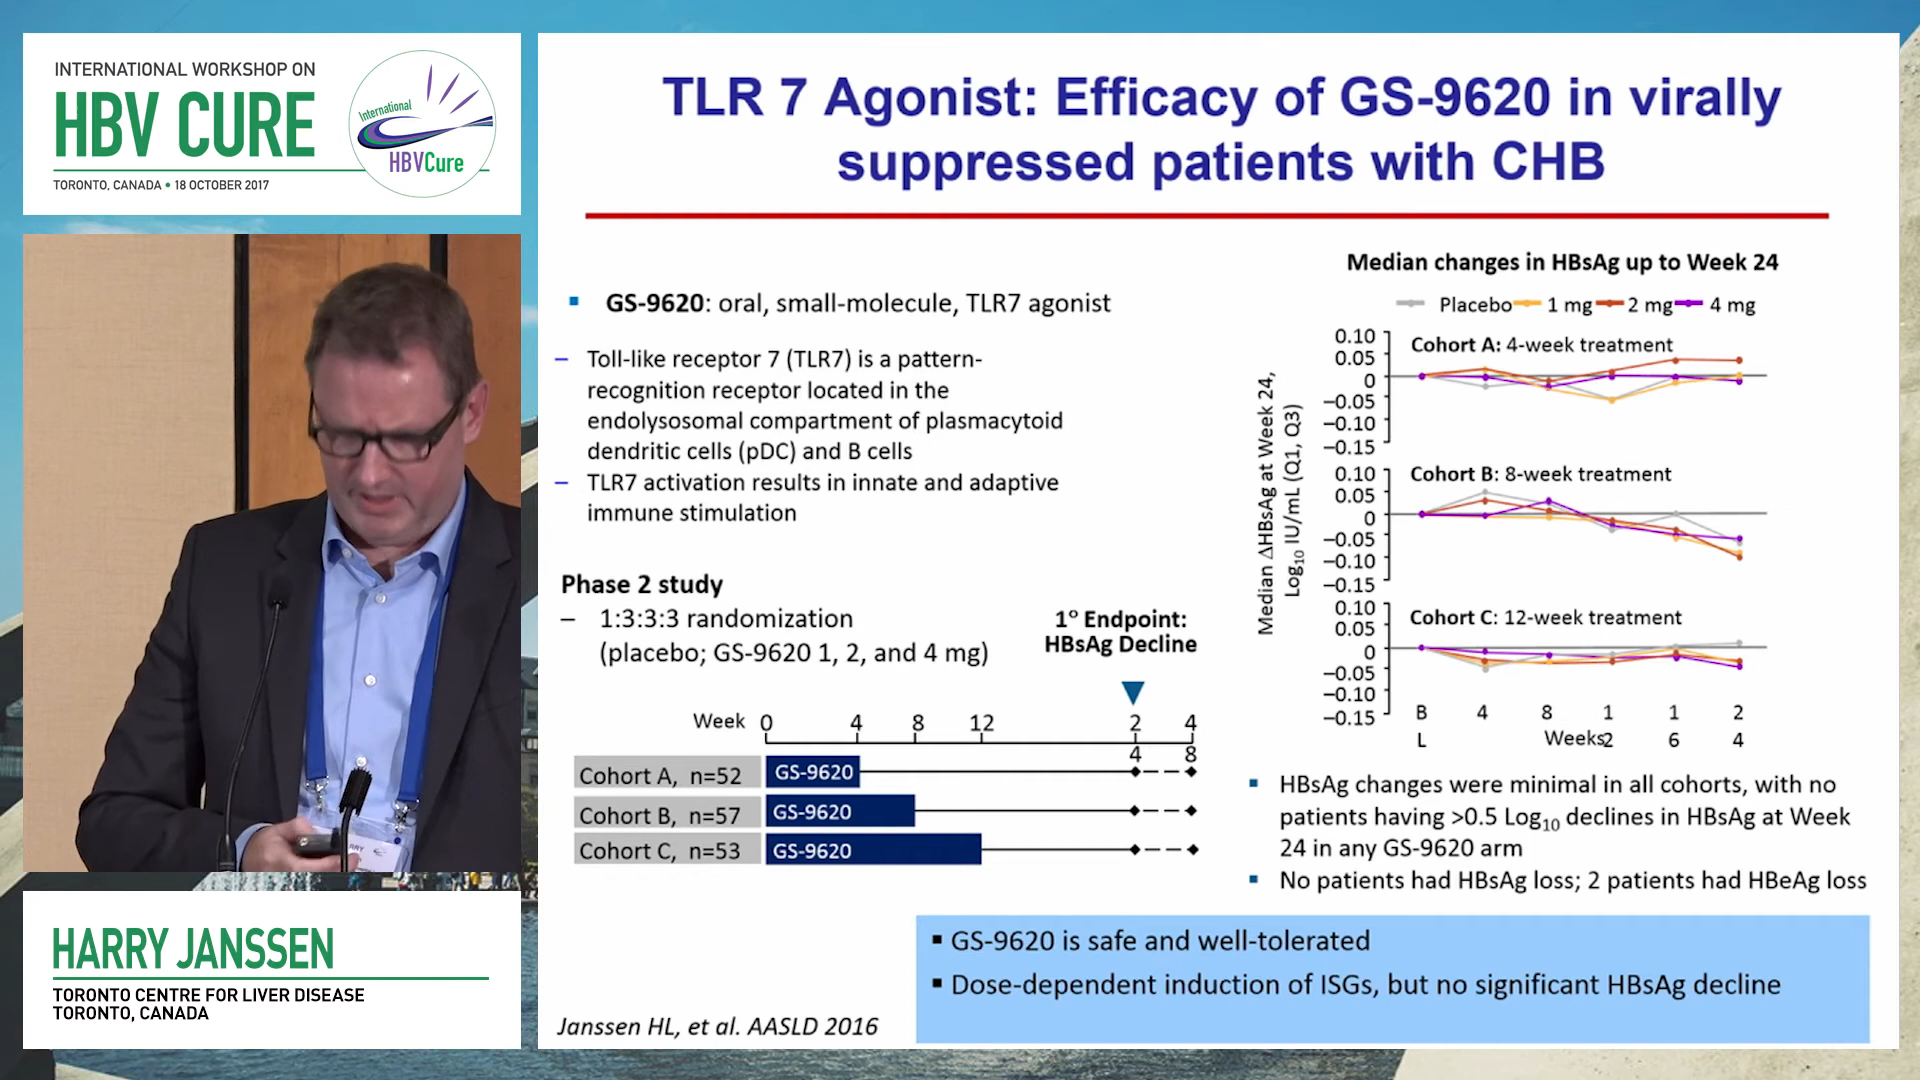 INTERNATIONAL WORKSHOP ON
HBV CURE
TORONTO, CANADA • 18 OCTOBER 2017
International
HBVCure
HARRY JANSSEN
TORONTO CENTRE FOR LIVER DISEASE
TORONTO, CANADA
TLR 7 Agonist: Efficacy of GS-9620 in virally
suppressed patients with CHB
▪ GS-9620: oral, small-molecule, TLR7 agonist
– Toll-like receptor 7 (TLR7) is a pattern-
recognition receptor located in the
endolysosomal compartment of plasmacytoid
dendritic cells (pDC) and B cells
– TLR7 activation results in innate and adaptive
immune stimulation
Phase 2 study
– 1:3:3:3 randomization
(placebo; GS-9620 1, 2, and 4 mg)
1° Endpoint:
HBsAg Decline
Week 0 4 8 12 24 48
Cohort A, n=52 GS-9620
Cohort B, n=57 GS-9620
Cohort C, n=53 GS-9620
Janssen HL, et al. AASLD 2016
Median changes in HBsAg up to Week 24
Placebo 1 mg 2 mg 4 mg
Median ΔHBsAg at Week 24,
Log10 IU/mL (Q1, Q3)
Cohort A: 4-week treatment
0.10
0.05
0
–0.05
–0.10
–0.15
Cohort B: 8-week treatment
0.10
0.05
0
–0.05
–0.10
–0.15
Cohort C: 12-week treatment
0.10
0.05
0
–0.05
–0.10
–0.15
BL 4 8 12 16 24
Weeks
▪ HBsAg changes were minimal in all cohorts, with no
patients having >0.5 Log10 declines in HBsAg at Week
24 in any GS-9620 arm
▪ No patients had HBsAg loss; 2 patients had HBeAg loss
▪ GS-9620 is safe and well-tolerated
▪ Dose-dependent induction of ISGs, but no significant HBsAg decline